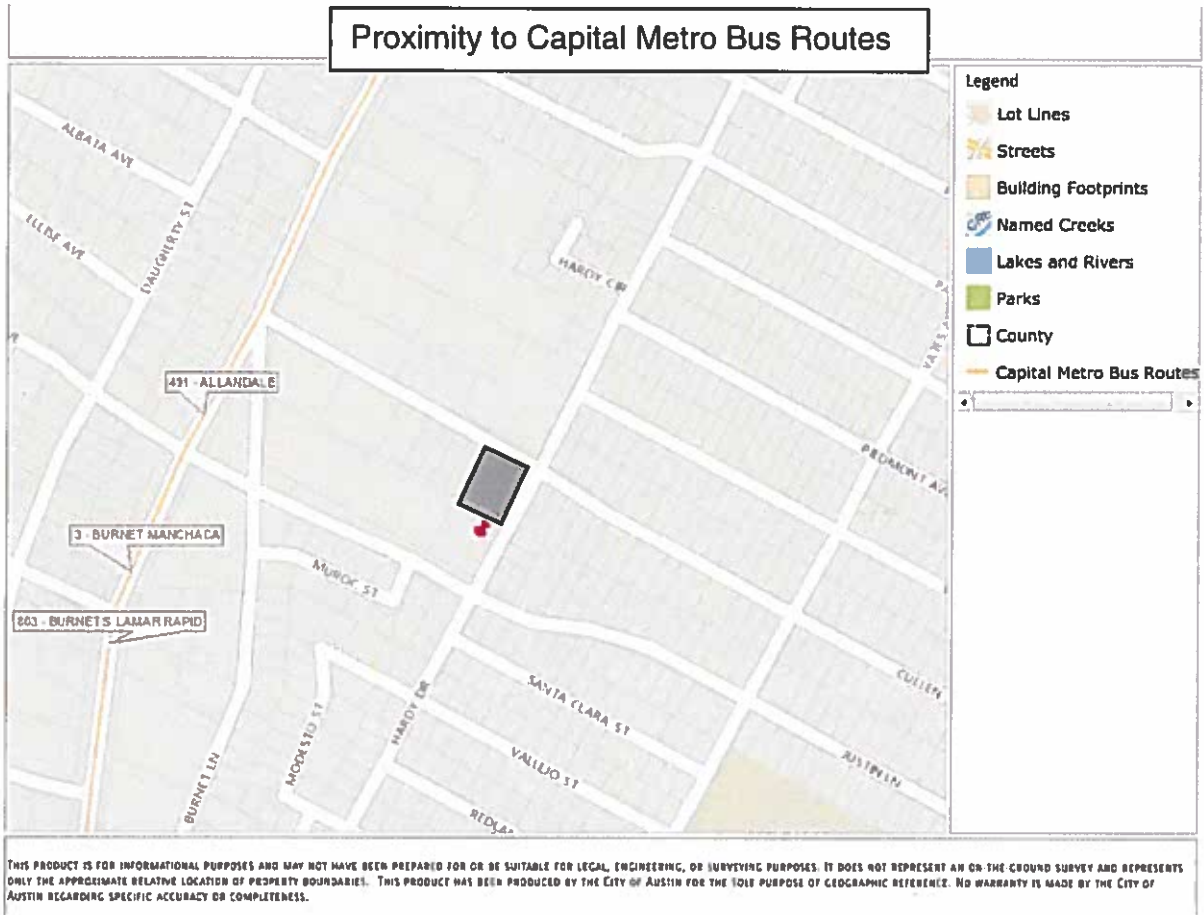 Proximity to Capital Metro Bus Routes
Legend
Lot Lines
Streets
Building Footprints
Named Creeks
Lakes and Rivers
Parks
County
Capital Metro Bus Routes
ALBATA AVE
ELLISE AVE
DAUGHERTY ST
HARDY CIR
491 - ALLANDALE
PIEDMONT AV
3 - BURNET MANCHACA
MUROC ST
803 - BURNET S LAMAR RAPID
CULLEN
SANTA CLARA ST
HARDY DR
MODESTO ST
VALLEJO ST
JUSTIN LN
BURNET LN
THIS PRODUCT IS FOR INFORMATIONAL PURPOSES AND MAY NOT HAVE BEEN PREPARED FOR OR BE SUITABLE FOR LEGAL, ENGINEERING, OR SURVEYING PURPOSES. IT DOES NOT REPRESENT AN ON-THE-GROUND SURVEY AND REPRESENTS
ONLY THE APPROXIMATE RELATIVE LOCATION OF PROPERTY BOUNDARIES. THIS PRODUCT HAS BEEN PRODUCED BY THE CITY OF AUSTIN FOR THE SOLE PURPOSE OF GEOGRAPHIC REFERENCE. NO WARRANTY IS MADE BY THE CITY OF
AUSTIN REGARDING SPECIFIC ACCURACY OR COMPLETENESS.